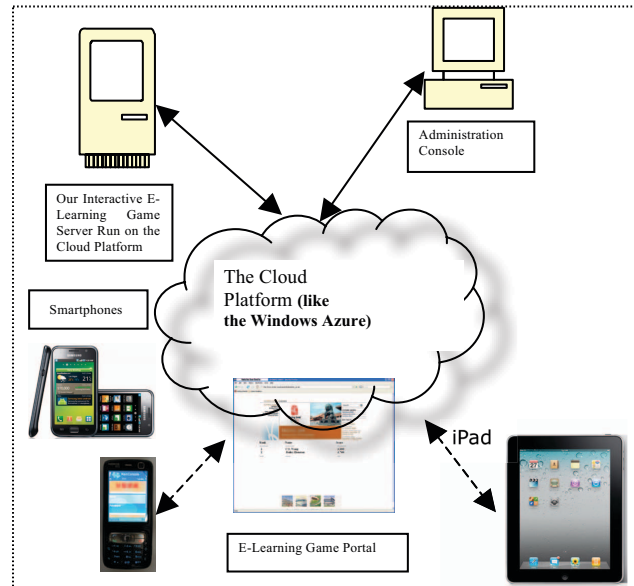 Administration
Console
Our Interactive E-
Learning Game
Server Run on the
Cloud Platform
The Cloud
Platform (like
the Windows Azure)
Smartphones
iPad
E-Learning Game Portal